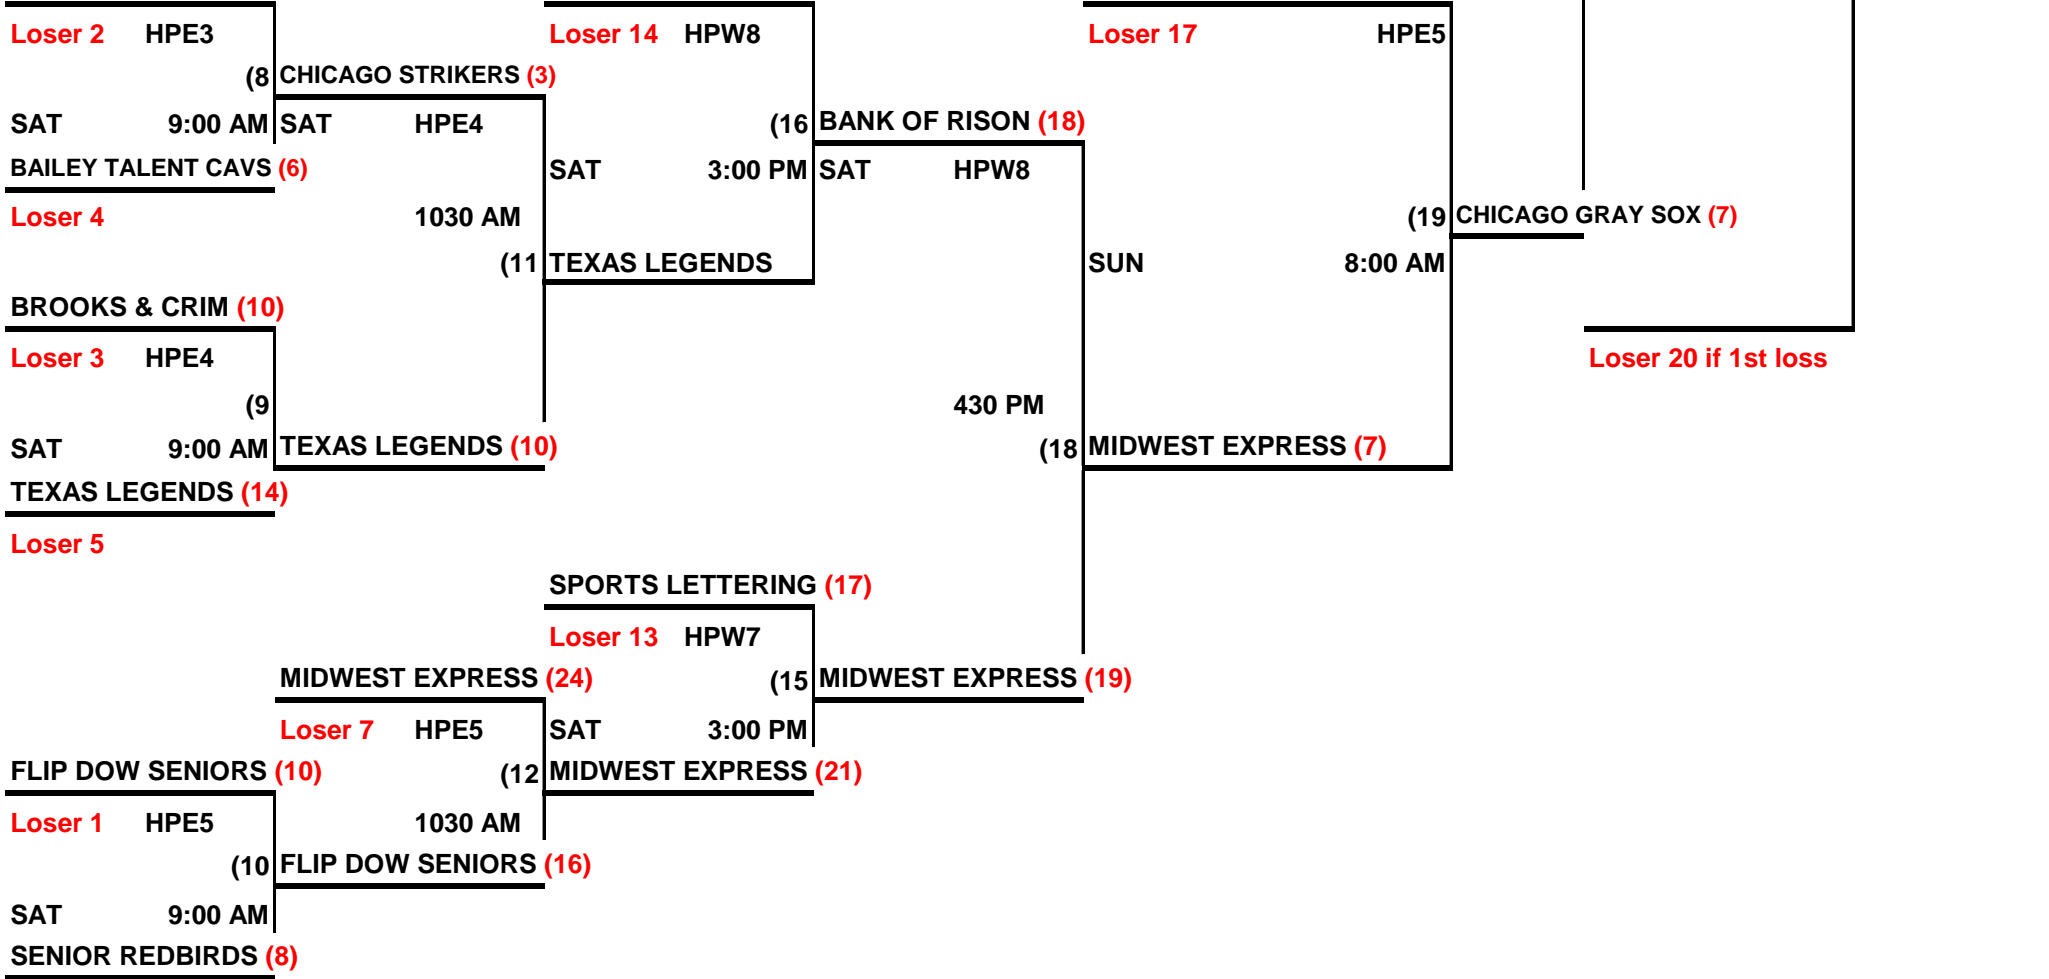 Loser 2 HPE3 Loser 14 HPW8 Loser 17 HPE5
(8 CHICAGO STRIKERS (3)
SAT 9:00 AM SAT HPE4 (16 BANK OF RISON (18)
BAILEY TALENT CAVS (6) SAT 3:00 PM SAT HPW8
Loser 4 1030 AM (19 CHICAGO GRAY SOX (7)
(11 TEXAS LEGENDS SUN 8:00 AM
BROOKS & CRIM (10)
Loser 3 HPE4 Loser 20 if 1st loss
(9 430 PM
SAT 9:00 AM TEXAS LEGENDS (10) (18 MIDWEST EXPRESS (7)
TEXAS LEGENDS (14)
Loser 5
SPORTS LETTERING (17)
Loser 13 HPW7
MIDWEST EXPRESS (24) (15 MIDWEST EXPRESS (19)
Loser 7 HPE5 SAT 3:00 PM
FLIP DOW SENIORS (10) (12 MIDWEST EXPRESS (21)
Loser 1 HPE5 1030 AM
(10 FLIP DOW SENIORS (16)
SAT 9:00 AM
SENIOR REDBIRDS (8)